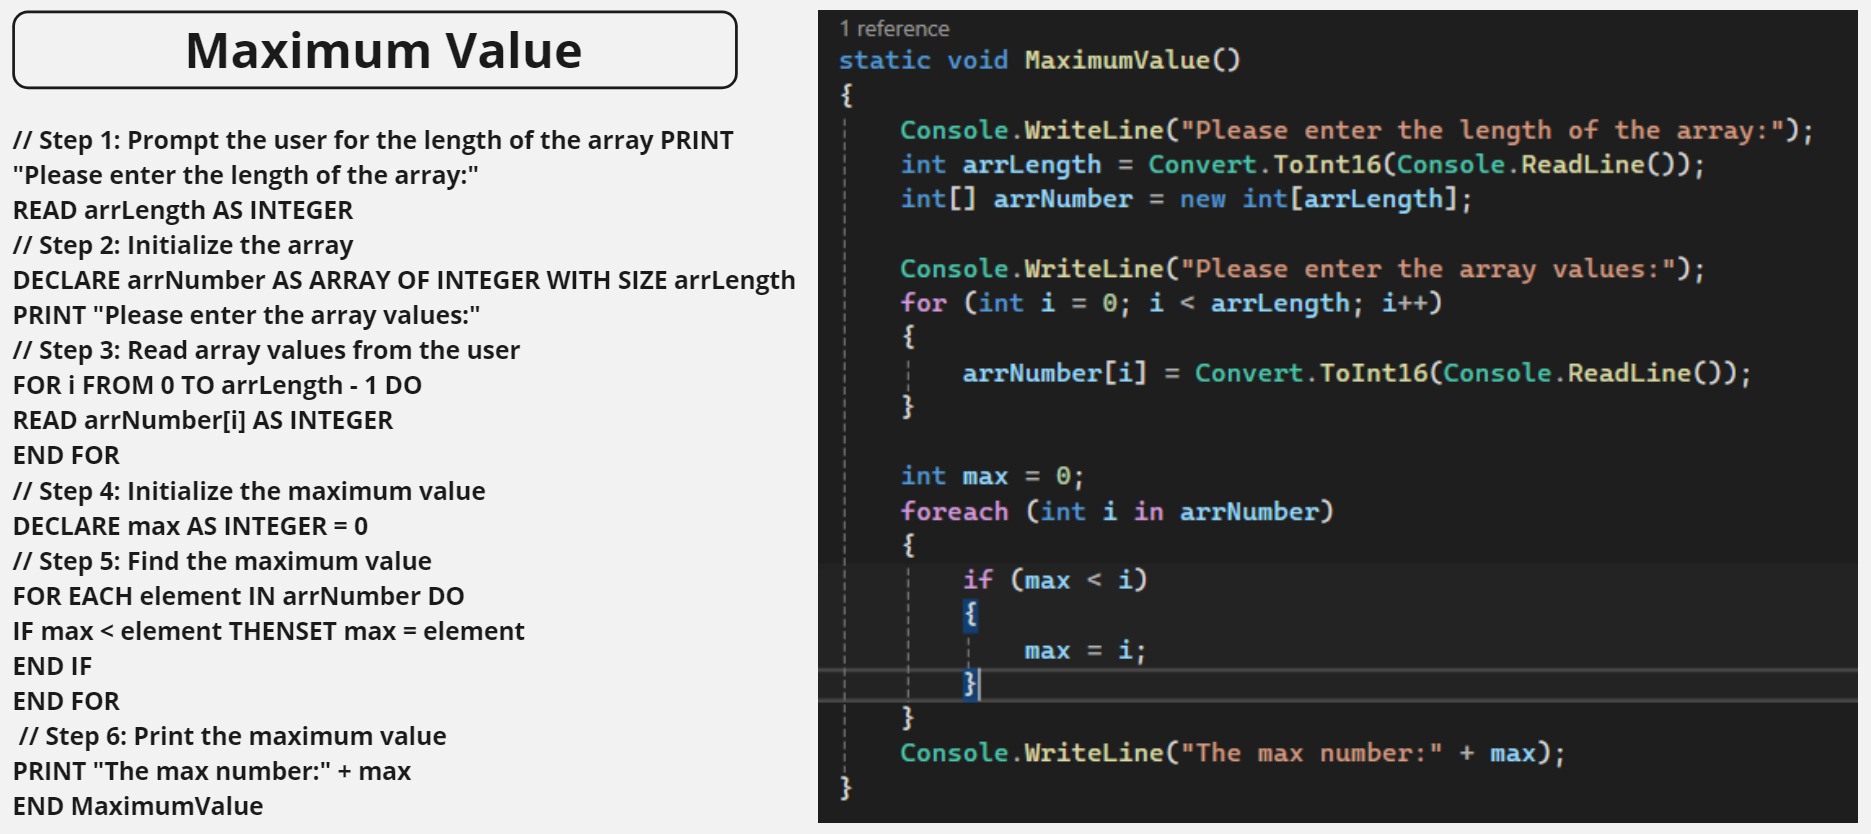 Maximum Value
// Step 1: Prompt the user for the length of the array PRINT
"Please enter the length of the array:"
READ arrLength AS INTEGER
// Step 2: Initialize the array
DECLARE arrNumber AS ARRAY OF INTEGER WITH SIZE arrLength
PRINT "Please enter the array values:"
// Step 3: Read array values from the user
FOR i FROM 0 TO arrLength - 1 DO
READ arrNumber[i] AS INTEGER
END FOR
// Step 4: Initialize the maximum value
DECLARE max AS INTEGER = 0
// Step 5: Find the maximum value
FOR EACH element IN arrNumber DO
IF max < element THENSET max = element
END IF
END FOR
// Step 6: Print the maximum value
PRINT "The max number:" + max
END MaximumValue
1 reference
static void MaximumValue()
{
Console.WriteLine("Please enter the length of the array:");
int arrLength = Convert.ToInt16(Console.ReadLine());
int[] arrNumber = new int[arrLength];
Console.WriteLine("Please enter the array values:");
for (int i = 0; i < arrLength; i++)
{
arrNumber[i] = Convert.ToInt16(Console.ReadLine());
}
int max = 0;
foreach (int i in arrNumber)
{
if (max < i)
{
max = i;
}
}
Console.WriteLine("The max number:" + max);
}